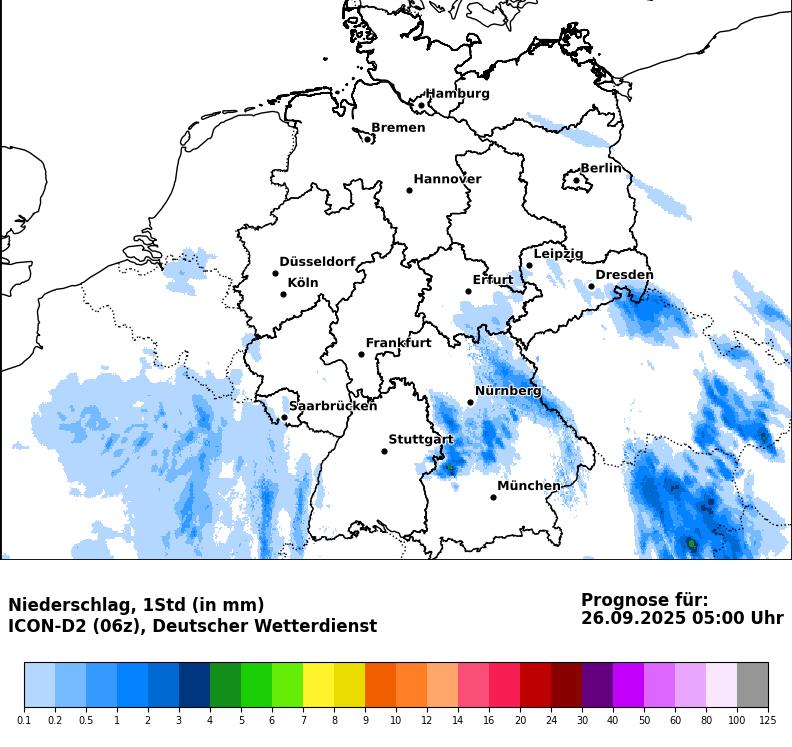 Hamburg
Bremen
Berlin
Hannover
Leipzig
Düsseldorf
Dresden
Köln
Erfurt
Frankfurt
Nürnberg
Saarbrücken
Stuttgart
München
Niederschlag, 1Std (in mm)
ICON-D2 (06z), Deutscher Wetterdienst
Prognose für:
26.09.2025 05:00 Uhr
0.1 0.2 0.5 1 2 3 4 5 6 7 8 9 10 12 14 16 20 24 30 40 50 60 80 100 125